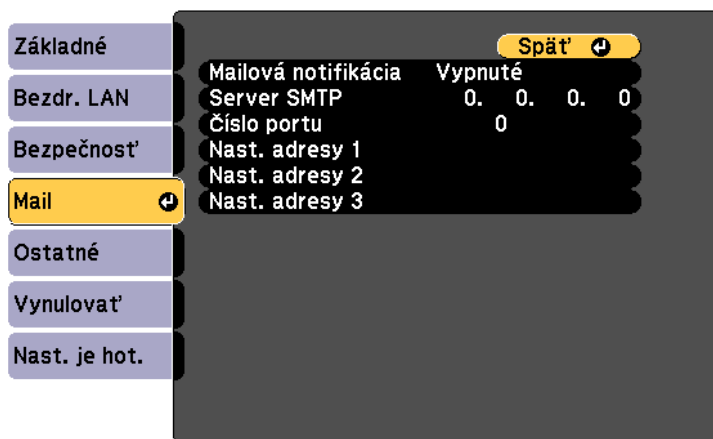 Základné
Bezdr. LAN
Bezpečnosť
Mail
Ostatné
Vynulovať
Nast. je hot.
Späť
Mailová notifikácia Vypnuté
Server SMTP 0. 0. 0. 0
Číslo portu 0
Nast. adresy 1
Nast. adresy 2
Nast. adresy 3